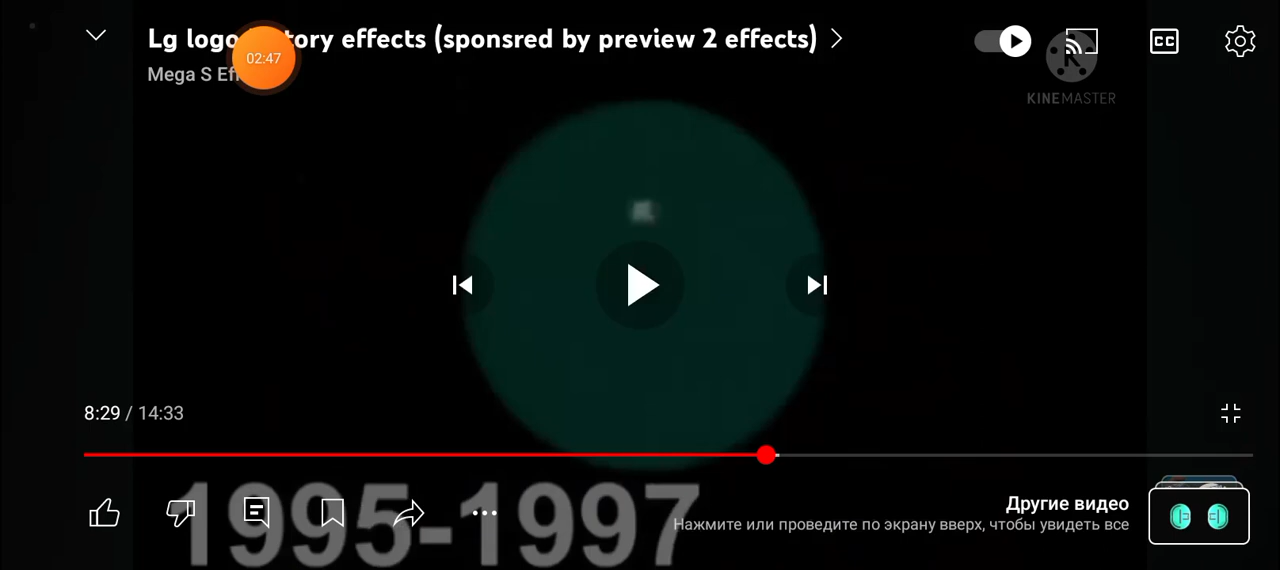 Lg logo tory effects (sponsred by preview 2 effects)
02:47
Mega S Ef
KINEMASTER
CC
8:29 / 14:33
1995-1997
Другие видео
Нажмите или проведите по экрану вверх, чтобы увидеть все